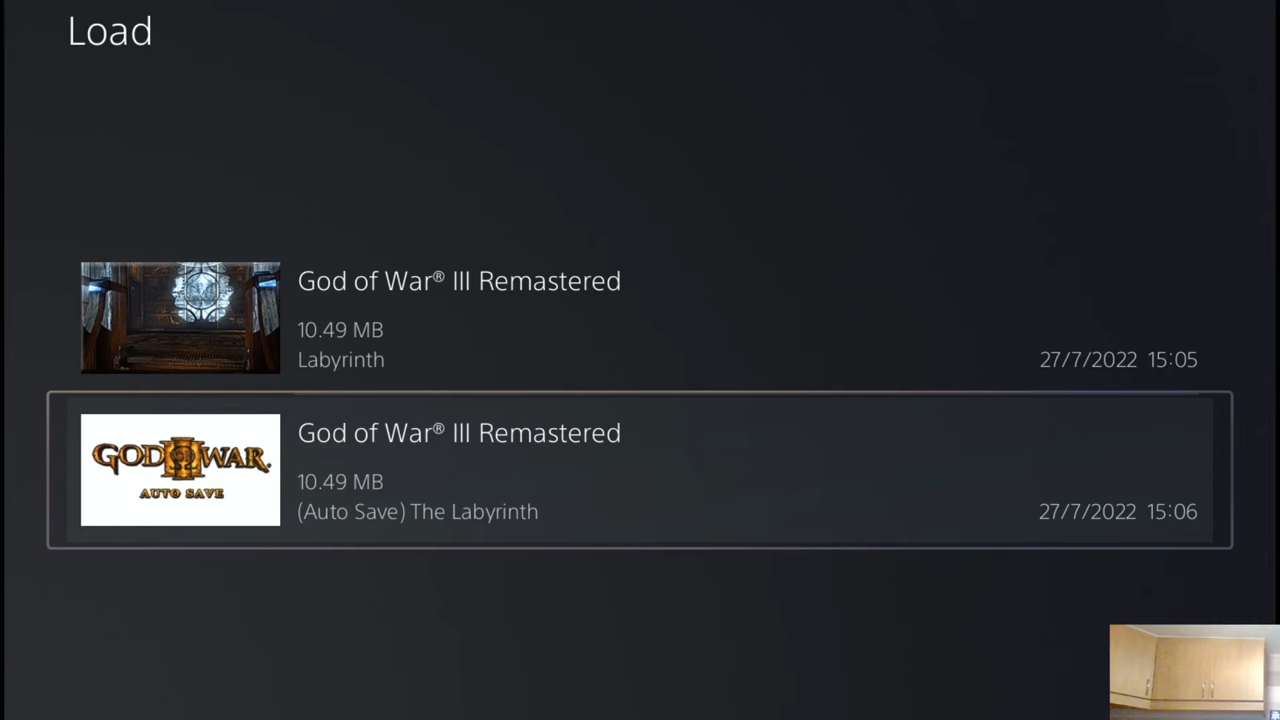 Load
God of War® III Remastered
10.49 MB
Labyrinth
27/7/2022 15:05
GOD OF WAR.
AUTO SAVE
God of War® III Remastered
10.49 MB
(Auto Save) The Labyrinth
27/7/2022 15:06